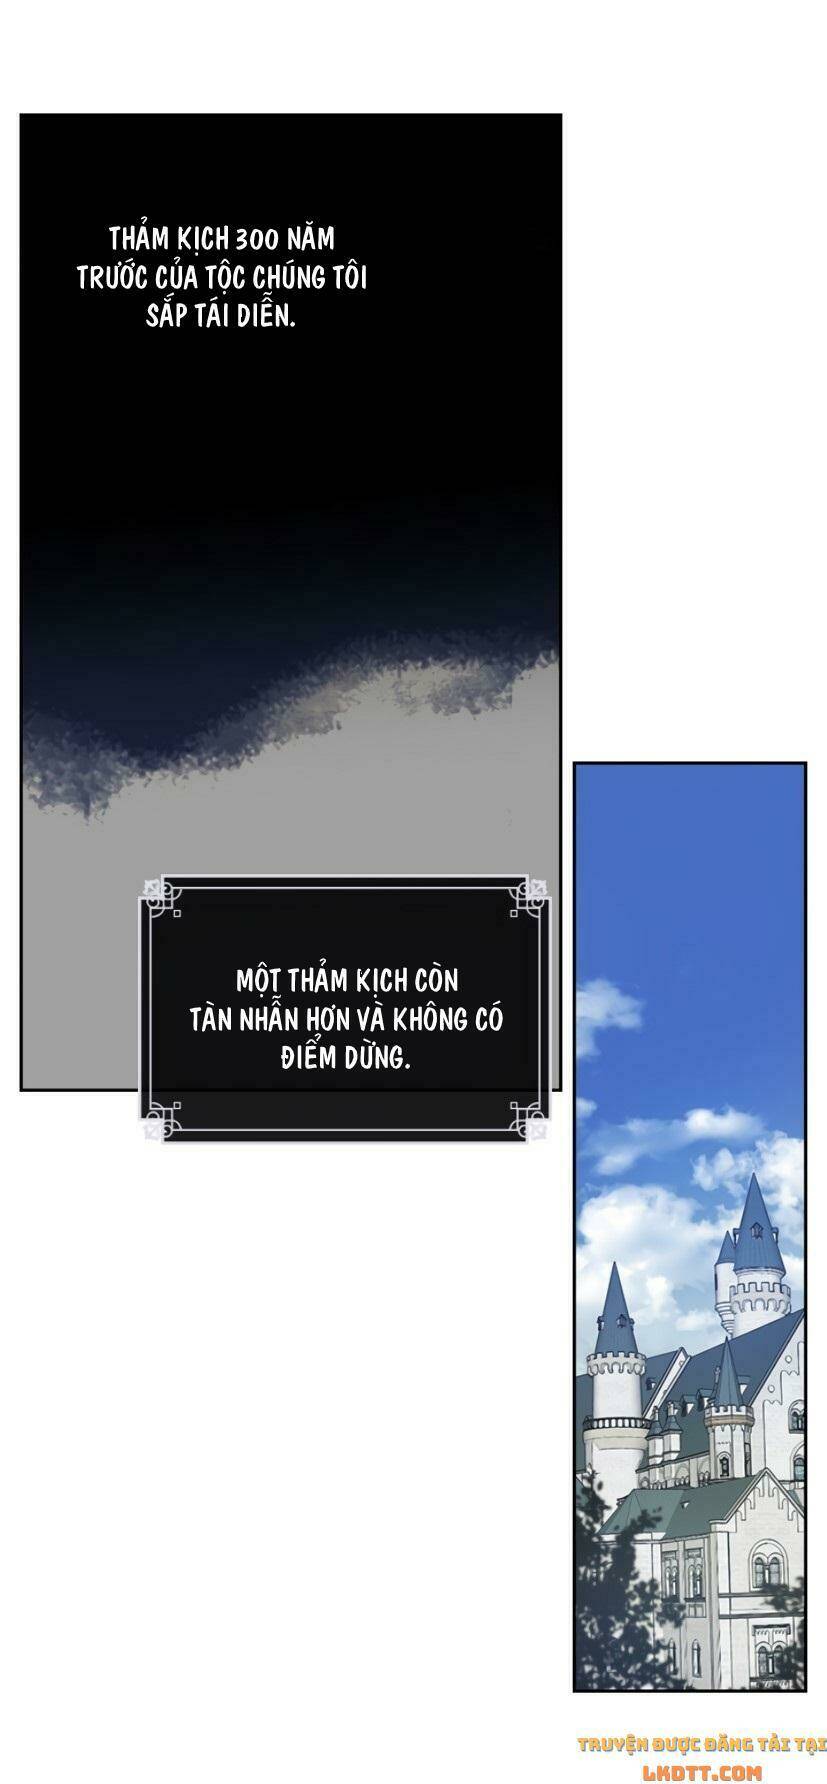 THẢM KỊCH 300 NĂM
TRƯỚC CỦA TỘC CHÚNG TÔI
SẮP TÁI DIỄN.
MỘT THẢM KỊCH CÒN
TÀN NHẪN HƠN VÀ KHÔNG CÓ
ĐIỂM DỪNG.
TRUYỆN ĐƯỢC ĐĂNG TẢI TẠI
LKDTT.COM